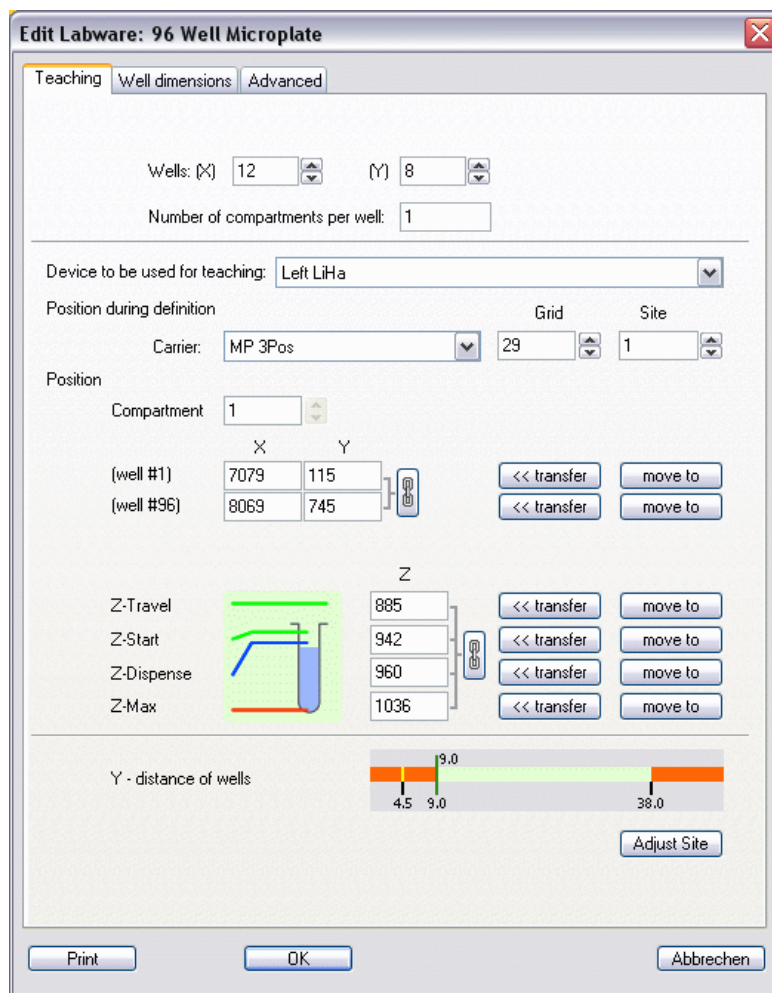 Edit Labware: 96 Well Microplate
Teaching Well dimensions Advanced
Wells: (X) 12 (Y) 8
Number of compartments per well: 1
Device to be used for teaching: Left LiHa
Position during definition Grid Site
Carrier: MP 3Pos 29 1
Position
Compartment 1
X Y
(well #1) 7079 115 << transfer move to
(well #96) 8069 745 << transfer move to
Z
Z-Travel 885 << transfer move to
Z-Start 942 << transfer move to
Z-Dispense 960 << transfer move to
Z-Max 1036 << transfer move to
9.0
Y - distance of wells
4.5 9.0 38.0
Adjust Site
Print OK Abbrechen